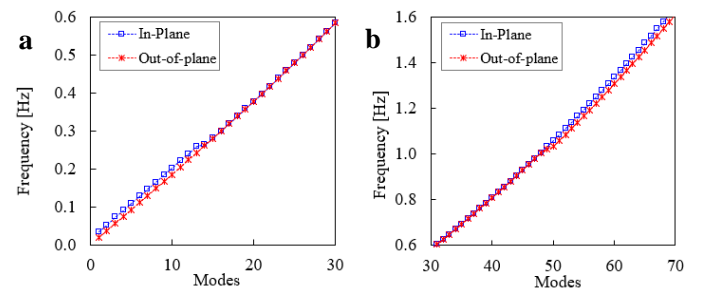 a
In-Plane
Out-of-plane
Frequency [Hz]
0.6
0.5
0.4
0.3
0.2
0.1
0.0
0
10
20
30
Modes
b
In-Plane
Out-of-plane
Frequency [Hz]
1.6
1.4
1.2
1.0
0.8
0.6
30
40
50
60
70
Modes